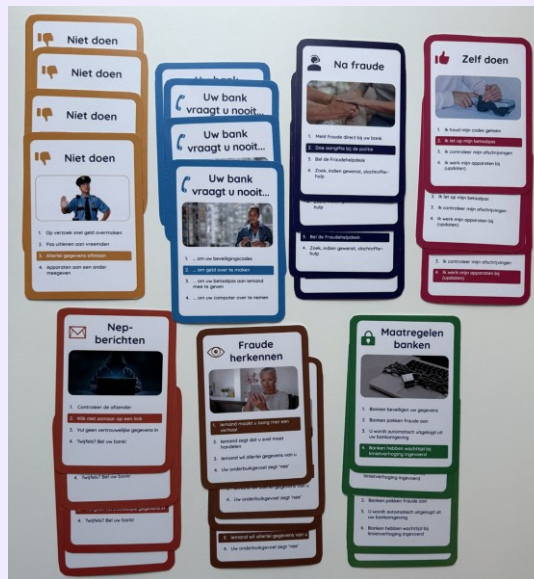 Niet doen
Niet doen
Niet doen
Niet doen
1. Op verzoek snel geld overmaken
2. Pas uitlenen aan vreemden
3. Allerlei gegevens aflezen
4. Apparaten aan een ander
meegeven
Uw bank
Uw bank
vraagt u nooit...
Uw bank
vraagt u nooit...
Uw bank
vraagt u nooit...
1. ... om uw beveiligingscodes
2. ... om geld over te maken
3. ... om uw betaalpas aan iemand
mee te geven
4. ... om uw computer over te nemen
Na fraude
1. Meld fraude direct bij uw bank
2. Doe aangifte bij de politie
3. Bel de Fraudehelpdesk
4. Zoek, indien gewenst, slachtoffer-
hulp
hulp
3. Bel de Fraudehelpdesk
4. Zoek, indien gewenst, slachtoffer-
hulp
Zelf doen
1. Ik houd mijn codes geheim
2. Ik let op mijn betaalpas
3. Ik controleer mijn afschrijvingen
4. Ik werk mijn apparaten bij
(updaten)
2. Ik let op mijn betaalpas
3. Ik controleer mijn afschrijvingen
4. Ik werk mijn apparaten bij
(updaten)
3. Ik controleer mijn afschrijvingen
4. Ik werk mijn apparaten bij
(updaten)
Nep-
berichten
1. Controleer de afzender
2. Klik niet zomaar op een link
3. Vul geen vertrouwelijke gegevens in
4. Twijfels? Bel uw bank!
4. Twijfels? Bel uw bank!
4. Twijfels? Bel uw bank!
Fraude
herkennen
1. Iemand maakt u bang met een
verhaal
2. Iemand zegt dat u snel moet
handelen
3. Iemand wil allerlei gegevens van u
4. Uw onderbuikgevoel zegt 'nee'
4. Uw onderbuikgevoel zegt 'nee'
3. Iemand wil allerlei gegevens van u
4. Uw onderbuikgevoel zegt 'nee'
Maatregelen
banken
1. Banken beveiligen uw gegevens
2. Banken pakken fraude aan
3. U wordt automatisch uitgelogd uit
uw bankomgeving
4. Banken hebben wachttijd bij
limietverhoging ingevoerd
limietverhoging ingevoerd
2. Banken pakken fraude aan
3. U wordt automatisch uitgelogd uit
uw bankomgeving
4. Banken hebben wachttijd bij
limietverhoging ingevoerd